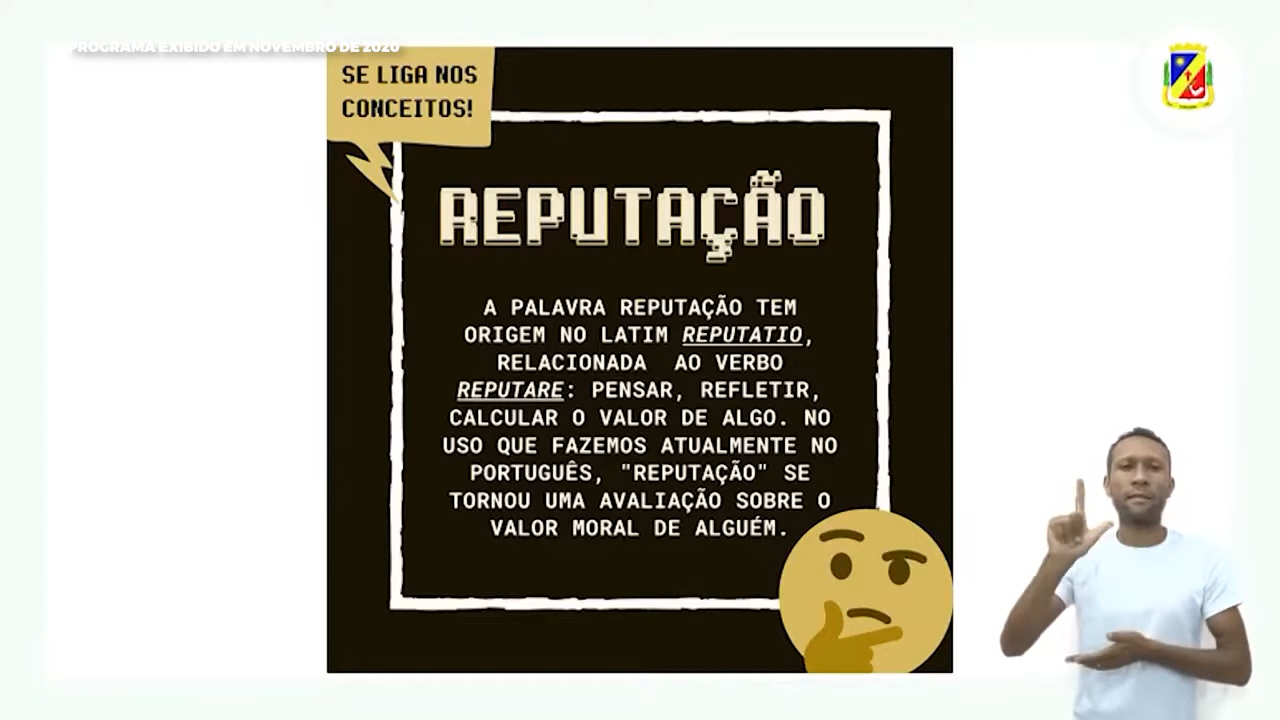 PROGRAMA EXIBIDO EM NOVEMBRO DE 2020
SE LIGA NOS
CONCEITOS!
REPUTAÇÃO
A PALAVRA REPUTAÇÃO TEM
ORIGEM NO LATIM REPUTATIO,
RELACIONADA AO VERBO
REPUTARE: PENSAR, REFLETIR,
CALCULAR O VALOR DE ALGO. NO
USO QUE FAZEMOS ATUALMENTE NO
PORTUGUÊS, "REPUTAÇÃO" SE
TORNOU UMA AVALIAÇÃO SOBRE O
VALOR MORAL DE ALGUÉM.